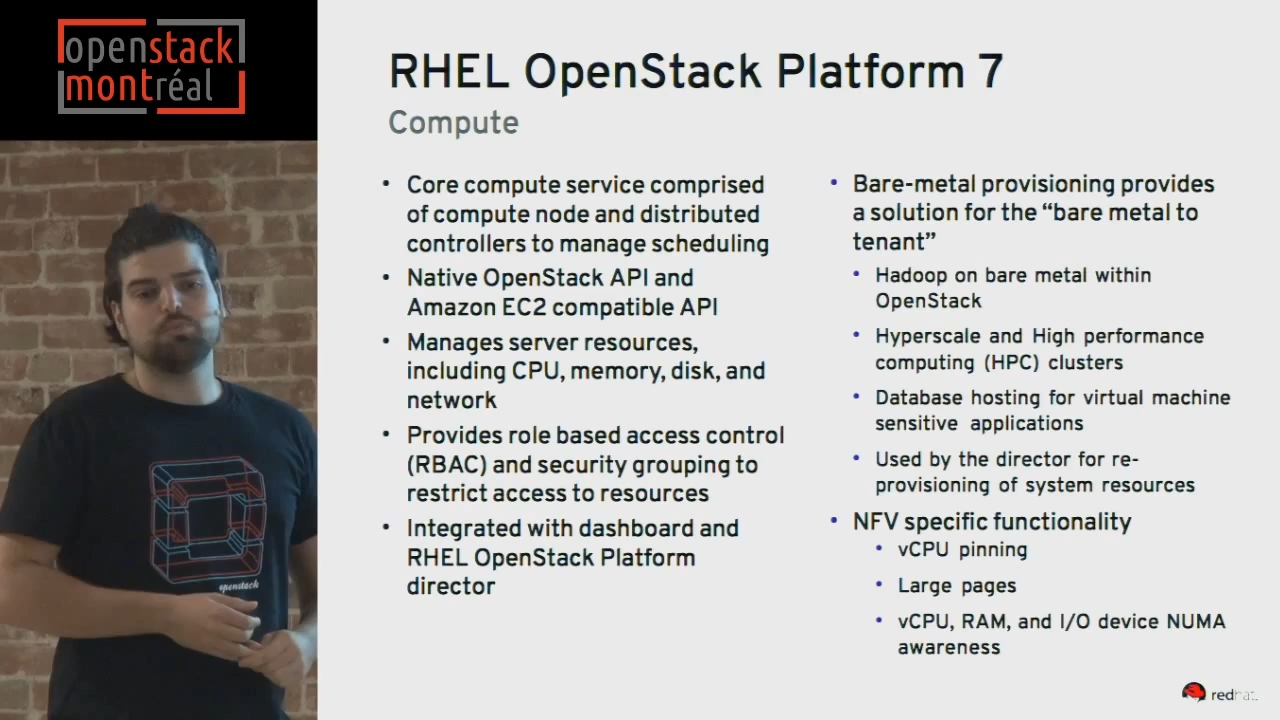 openstack
montréal
RHEL OpenStack Platform 7
Compute
• Core compute service comprised
of compute node and distributed
controllers to manage scheduling
• Native OpenStack API and
Amazon EC2 compatible API
• Manages server resources,
including CPU, memory, disk, and
network
• Provides role based access control
(RBAC) and security grouping to
restrict access to resources
• Integrated with dashboard and
RHEL OpenStack Platform
director
• Bare-metal provisioning provides
a solution for the “bare metal to
tenant”
• Hadoop on bare metal within
OpenStack
• Hyperscale and High performance
computing (HPC) clusters
• Database hosting for virtual machine
sensitive applications
• Used by the director for re-
provisioning of system resources
• NFV specific functionality
• vCPU pinning
• Large pages
• vCPU, RAM, and I/O device NUMA
awareness
openstack
redhat.